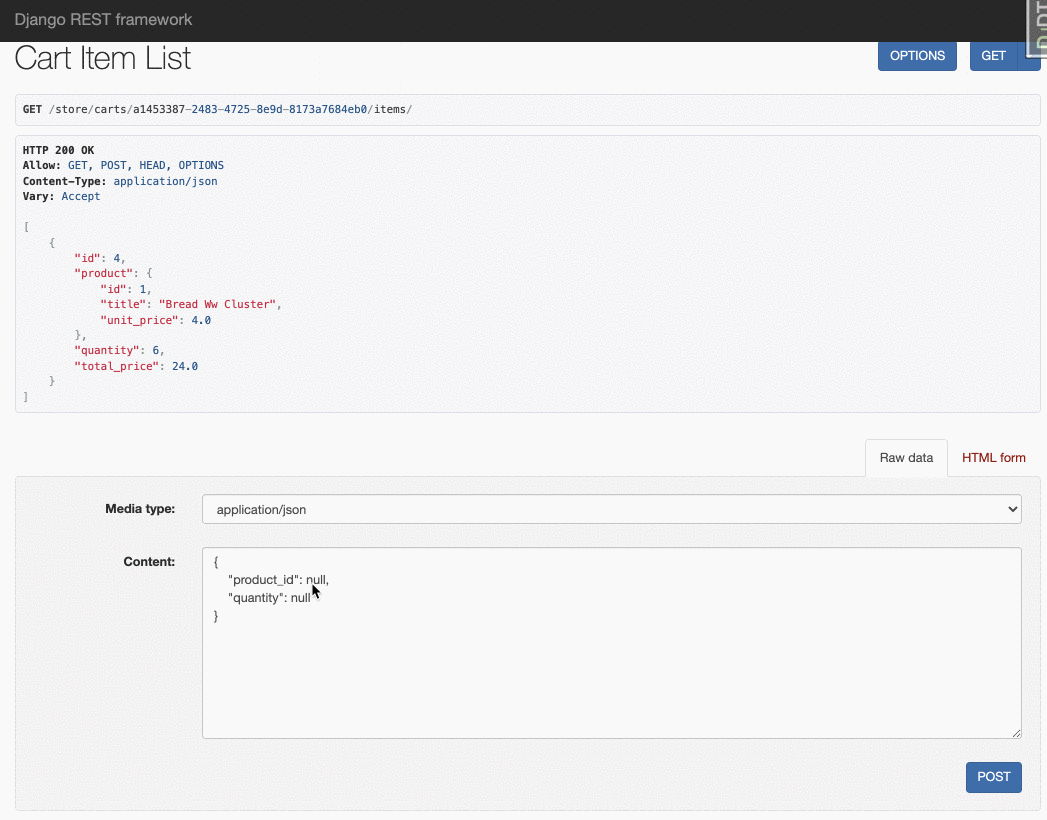 Django REST framework
Cart Item List
OPTIONS GET
GET /store/carts/a1453387-2483-4725-8e9d-8173a7684eb0/items/
HTTP 200 OK
Allow: GET, POST, HEAD, OPTIONS
Content-Type: application/json
Vary: Accept
[
    {
        "id": 4,
        "product": {
            "id": 1,
            "title": "Bread Ww Cluster",
            "unit_price": 4.0
        },
        "quantity": 6,
        "total_price": 24.0
    }
]
Raw data HTML form
Media type: application/json
Content: {
    "product_id": null,
    "quantity": null
}
POST